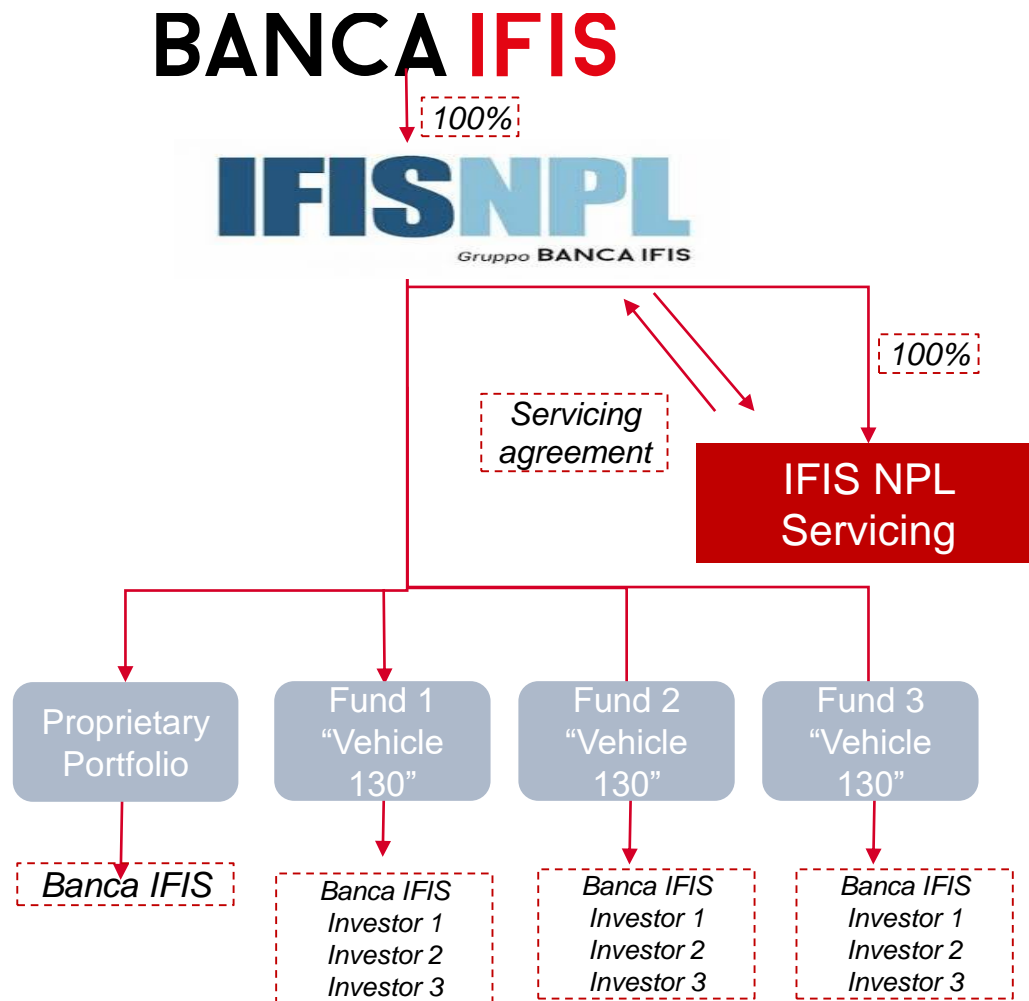 BANCA IFIS
100%
IFISNPL
Gruppo BANCA IFIS
100%
Servicing
agreement
IFIS NPL
Servicing
Proprietary
Portfolio
Fund 1
“Vehicle
130”
Fund 2
“Vehicle
130”
Fund 3
“Vehicle
130”
Banca IFIS
Banca IFIS
Investor 1
Investor 2
Investor 3
Banca IFIS
Investor 1
Investor 2
Investor 3
Banca IFIS
Investor 1
Investor 2
Investor 3